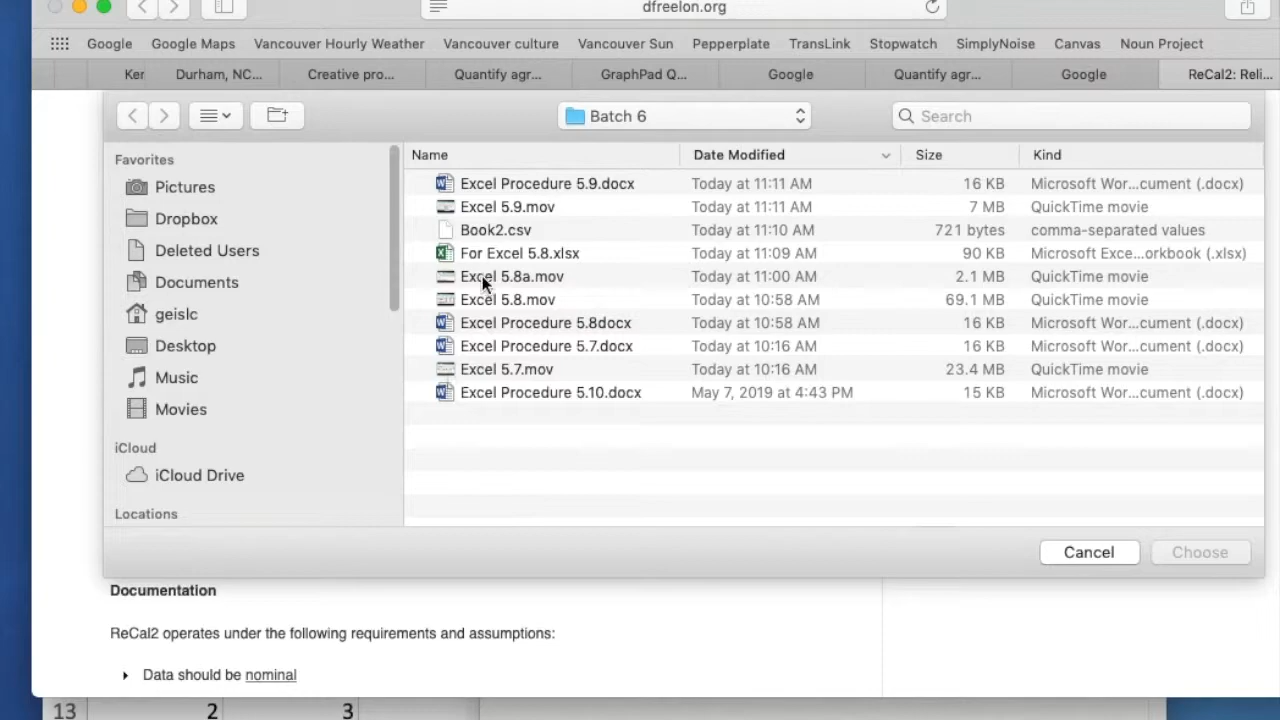 dfreelon.org
Google Google Maps Vancouver Hourly Weather Vancouver culture Vancouver Sun Pepperplate TransLink Stopwatch SimplyNoise Canvas Noun Project
Ker Durham, NC... Creative pro... Quantify agr... GraphPad Q... Google Quantify agr... Google ReCal2: Reli...
Batch 6 Search
Favorites
Pictures
Dropbox
Deleted Users
Documents
geislc
Desktop
Music
Movies
iCloud
iCloud Drive
Locations
Name Date Modified Size Kind
Excel Procedure 5.9.docx Today at 11:11 AM 16 KB Microsoft Wor...cument (.docx)
Excel 5.9.mov Today at 11:11 AM 7 MB QuickTime movie
Book2.csv Today at 11:10 AM 721 bytes comma-separated values
For Excel 5.8.xlsx Today at 11:09 AM 90 KB Microsoft Exce...orkbook (.xlsx)
Excel 5.8a.mov Today at 11:00 AM 2.1 MB QuickTime movie
Excel 5.8.mov Today at 10:58 AM 69.1 MB QuickTime movie
Excel Procedure 5.8docx Today at 10:58 AM 16 KB Microsoft Wor...cument (.docx)
Excel Procedure 5.7.docx Today at 10:16 AM 16 KB Microsoft Wor...cument (.docx)
Excel 5.7.mov Today at 10:16 AM 23.4 MB QuickTime movie
Excel Procedure 5.10.docx May 7, 2019 at 4:43 PM 15 KB Microsoft Wor...cument (.docx)
Cancel Choose
Documentation
ReCal2 operates under the following requirements and assumptions:
Data should be nominal
13 2 3